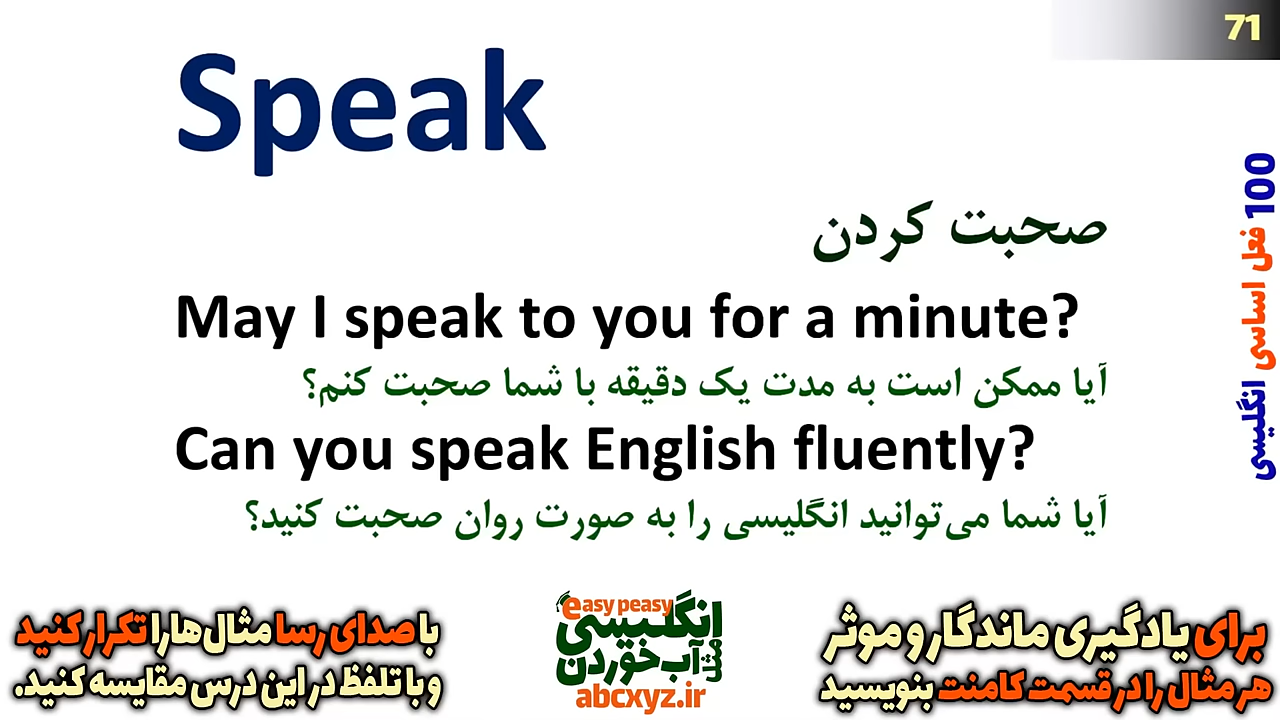 71
Speak
صحبت کردن
May I speak to you for a minute?
آیا ممکن است به مدت یک دقیقه با شما صحبت کنم؟
Can you speak English fluently?
آیا شما می‌توانید انگلیسی را به صورت روان صحبت کنید؟
100 فعل اساسی انگلیسی
برای یادگیری ماندگار و موثر
هر مثال را در قسمت کامنت بنویسید
easy peasy
انگلیسی
مثل آب خوردن
abcxyz.ir
با صدای رسا مثال‌ها را تکرار کنید
و با تلفظ در این درس مقایسه کنید.